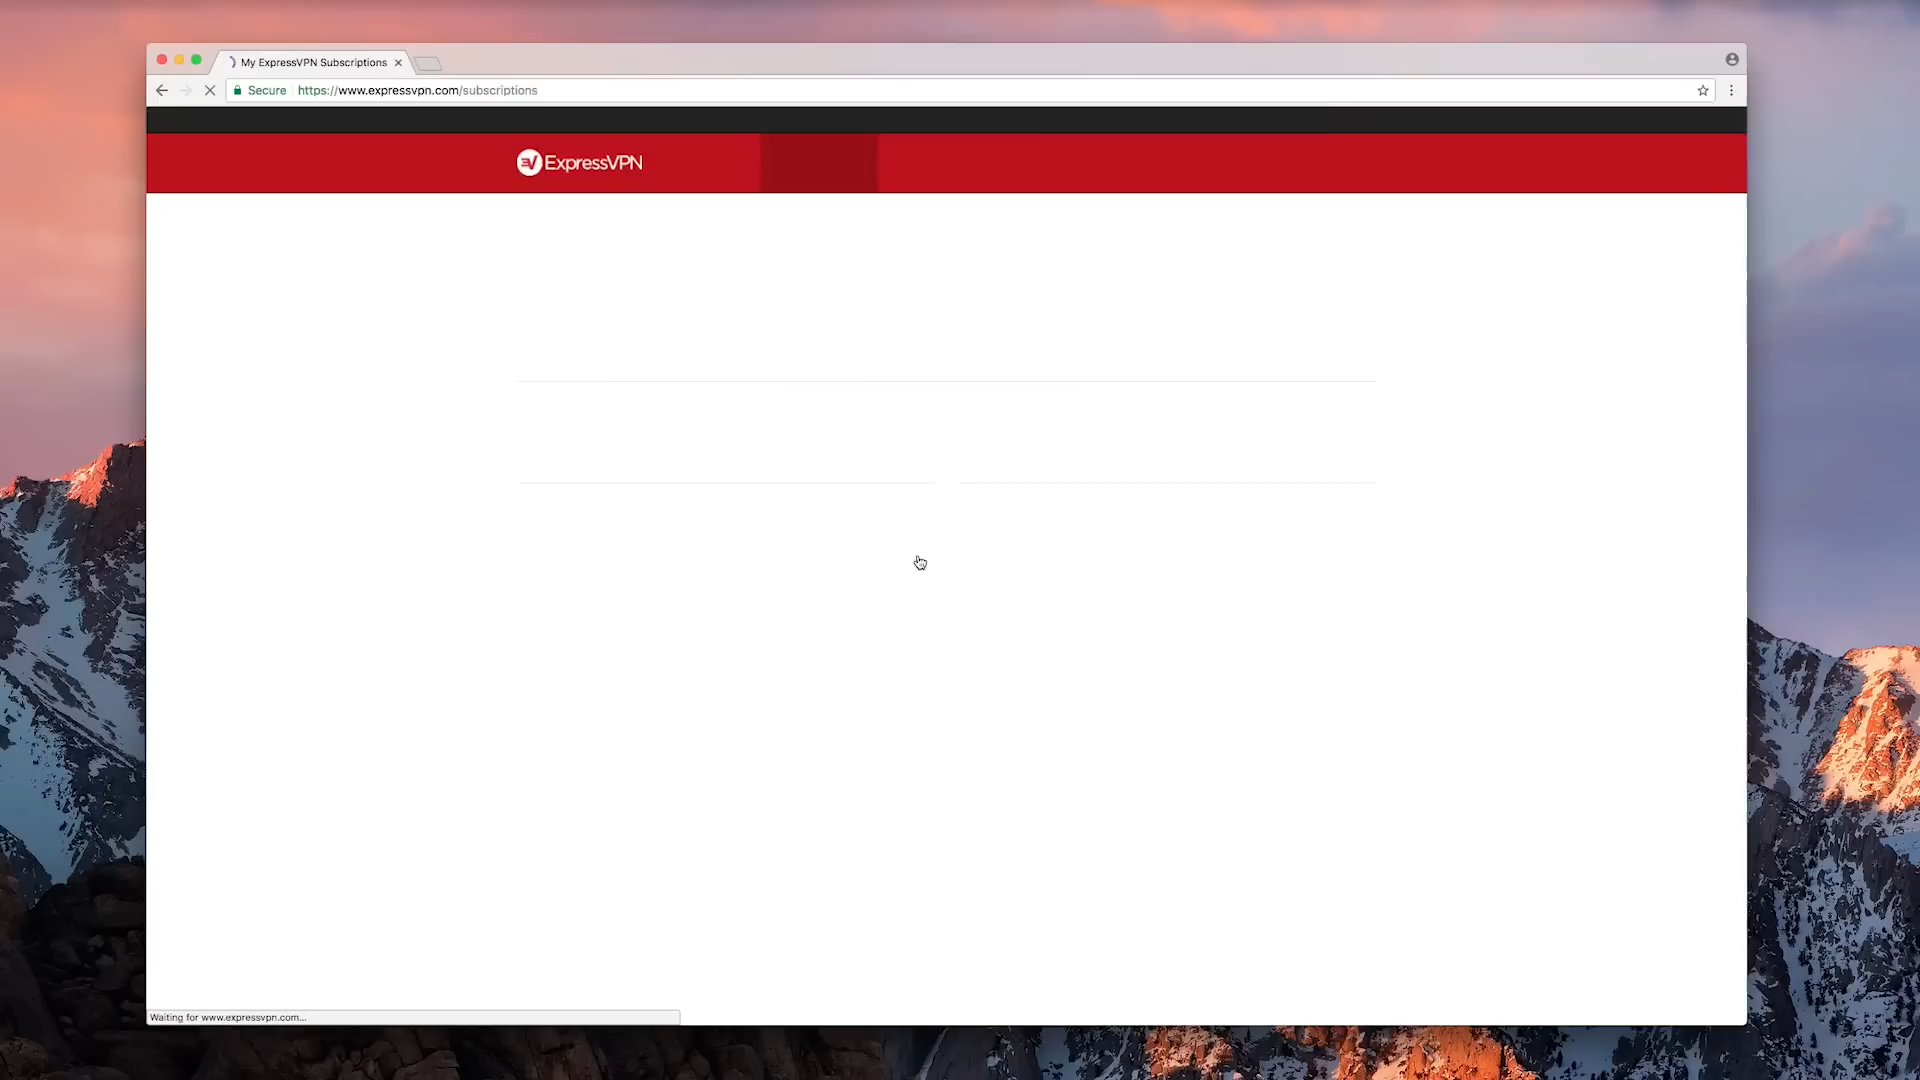 My ExpressVPN Subscriptions
Secure https://www.expressvpn.com/subscriptions
ExpressVPN
Waiting for www.expressvpn.com...